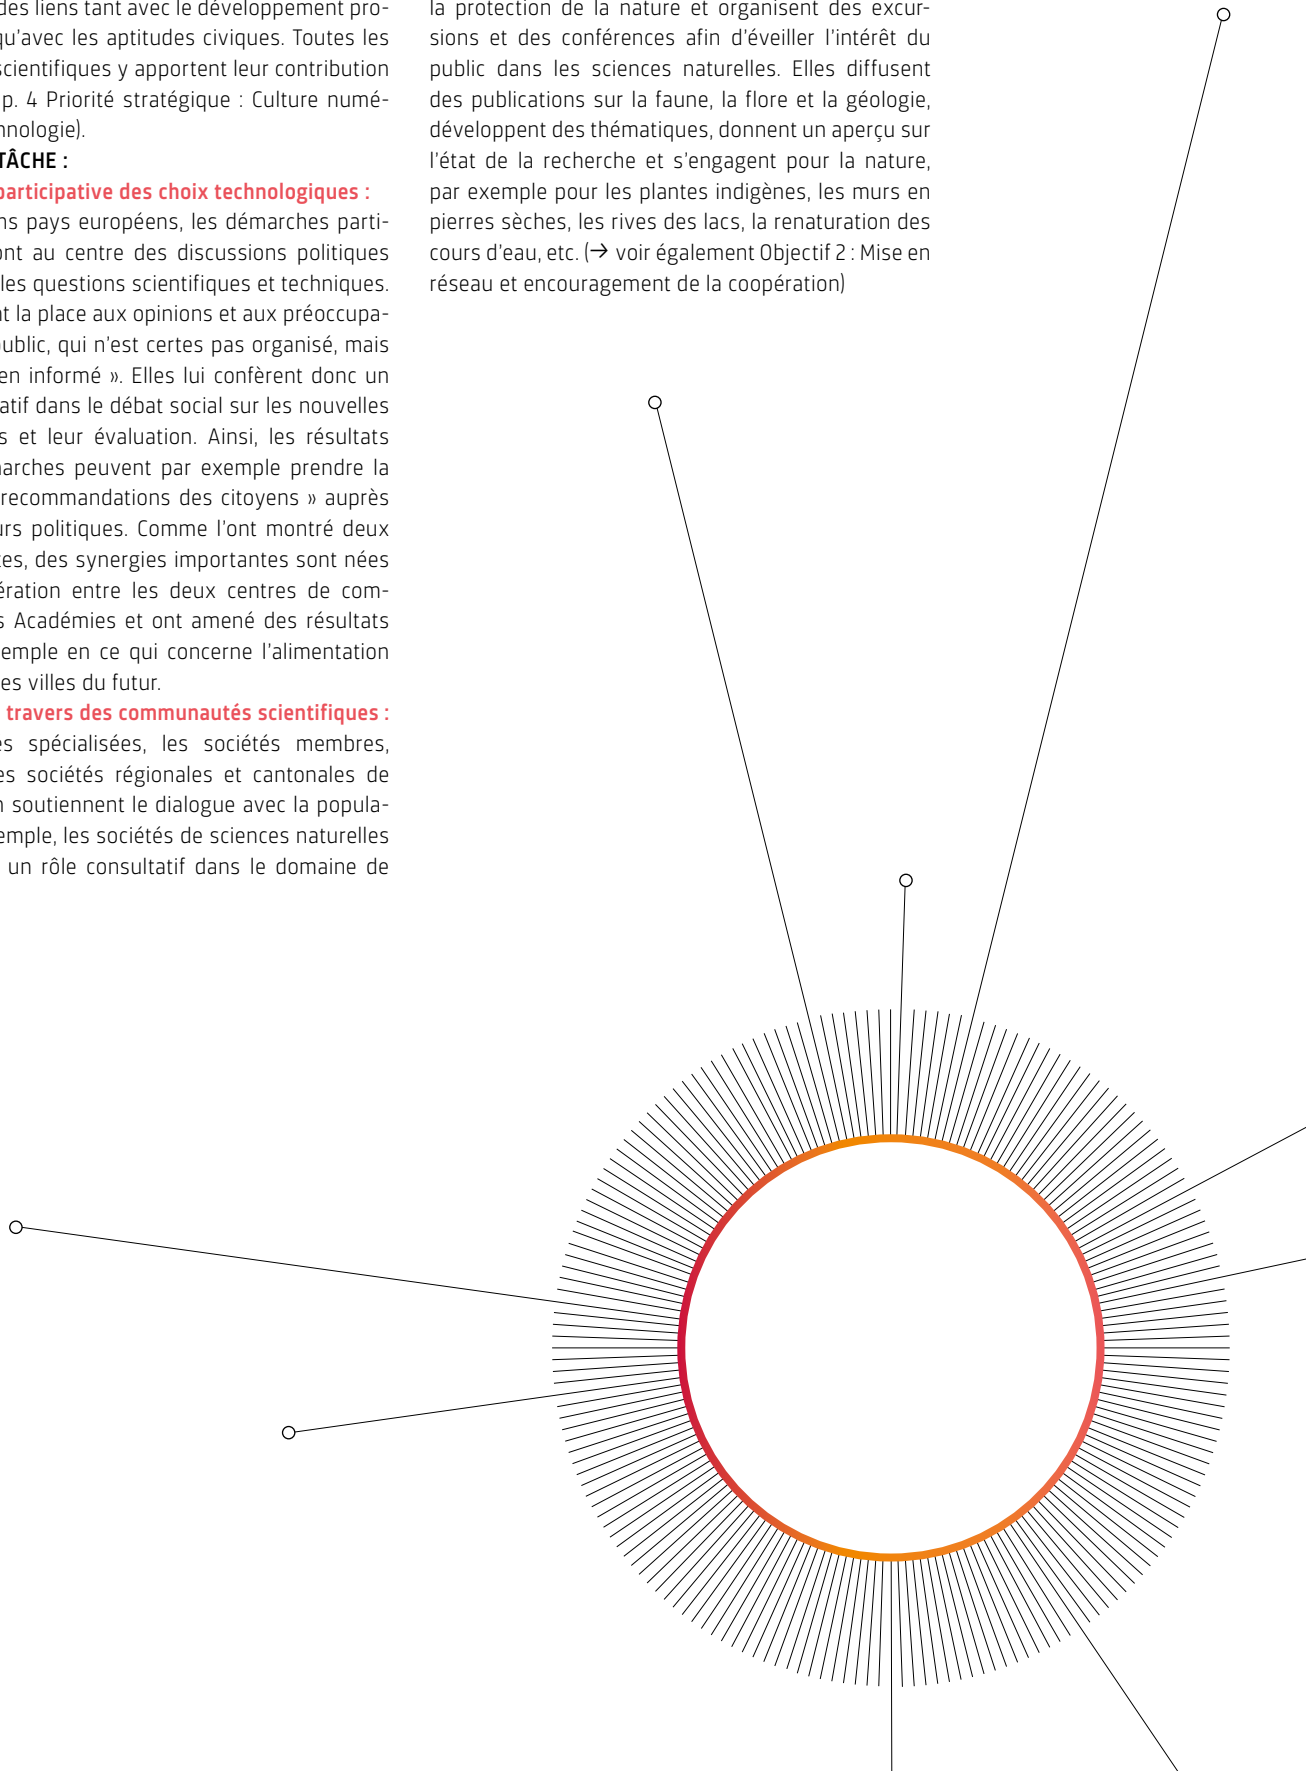 des liens tant avec le développement pro-
qu'avec les aptitudes civiques. Toutes les
scientifiques y apportent leur contribution
p. 4 Priorité stratégique : Culture numé-
hnologie).
TÂCHE :
participative des choix technologiques :
ns pays européens, les démarches parti-
ont au centre des discussions politiques
les questions scientifiques et techniques.
nt la place aux opinions et aux préoccupa-
public, qui n'est certes pas organisé, mais
en informé ». Elles lui confèrent donc un
atif dans le débat social sur les nouvelles
s et leur évaluation. Ainsi, les résultats
marches peuvent par exemple prendre la
recommandations des citoyens » auprès
urs politiques. Comme l'ont montré deux
tes, des synergies importantes sont nées
ération entre les deux centres de com-
s Académies et ont amené des résultats
emple en ce qui concerne l'alimentation
es villes du futur.
travers des communautés scientifiques :
es spécialisées, les sociétés membres,
es sociétés régionales et cantonales de
n soutiennent le dialogue avec la popula-
emple, les sociétés de sciences naturelles
un rôle consultatif dans le domaine de
la protection de la nature et organisent des excur-
sions et des conférences afin d'éveiller l'intérêt du
public dans les sciences naturelles. Elles diffusent
des publications sur la faune, la flore et la géologie,
développent des thématiques, donnent un aperçu sur
l'état de la recherche et s'engagent pour la nature,
par exemple pour les plantes indigènes, les murs en
pierres sèches, les rives des lacs, la renaturation des
cours d'eau, etc. (→ voir également Objectif 2 : Mise en
réseau et encouragement de la coopération)